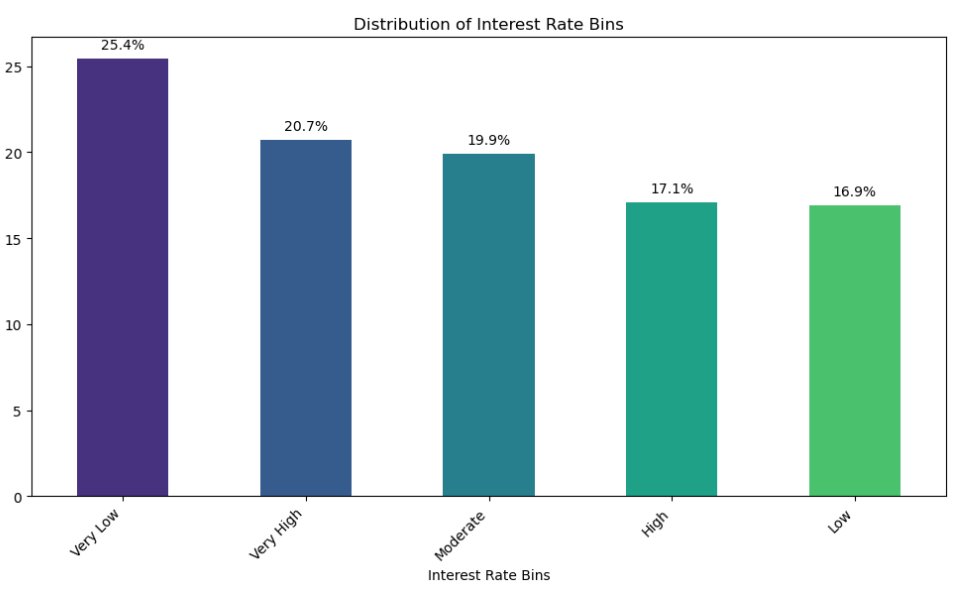 Distribution of Interest Rate Bins
25.4%
20.7%
19.9%
17.1%
16.9%
25
20
15
10
5
0
Very Low
Very High
Moderate
High
Low
Interest Rate Bins